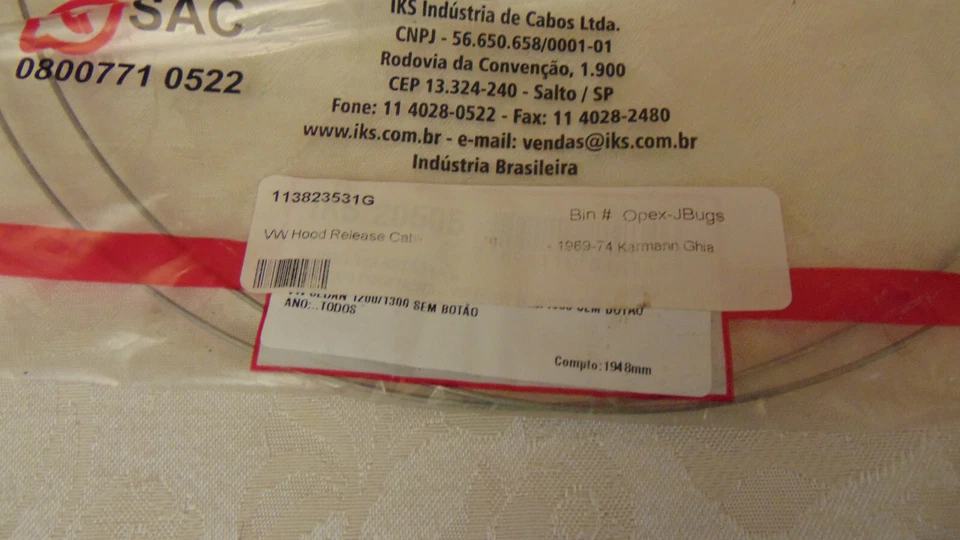 SAC
0800771 0522
IKS Indústria de Cabos Ltda.
CNPJ - 56.650.658/0001-01
Rodovia da Convenção, 1.900
CEP 13.324-240 - Salto / SP
Fone: 11 4028-0522 - Fax: 11 4028-2480
www.iks.com.br - e-mail: vendas@iks.com.br
Indústria Brasileira
113823531G
Bin # Opex-JBugs
VW Hood Release - 1969-74 Karmann Ghia
1200/1300 SEM BOTÃO
ANO:..TODOS
Compto:1948mm